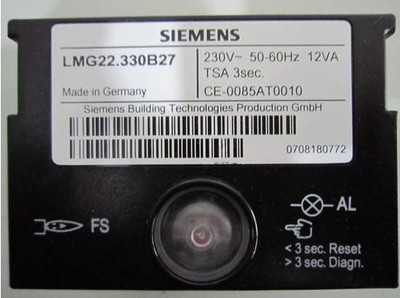 SIEMENS
LMG22.330B27
230V~ 50-60Hz 12VA
TSA 3sec.
Made in Germany
CE-0085AT0010
Siemens Building Technologies Production GmbH
0708180772
FS
AL
< 3 sec. Reset
> 3 sec. Diagn.